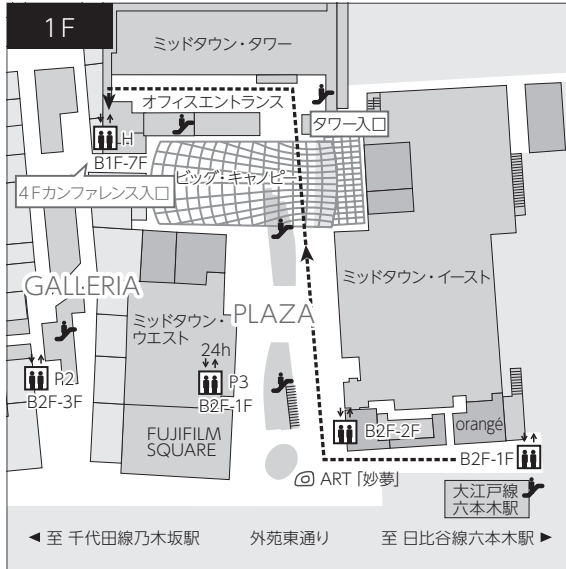 1F
ミッドタウン・タワー
オフィスエントランス
タワー入口
H
B1F-7F
4Fカンファレンス入口
ビッグ・キャノピー
ミッドタウン・イースト
GALLERIA
PLAZA
ミッドタウン・
ウエスト
24h
P2
B2F-3F
P3
B2F-1F
FUJIFILM
SQUARE
B2F-2F
orangé
B2F-1F
ART「妙夢」
大江戸線
六本木駅
◀ 至 千代田線乃木坂駅
外苑東通り
至 日比谷線六本木駅 ▶